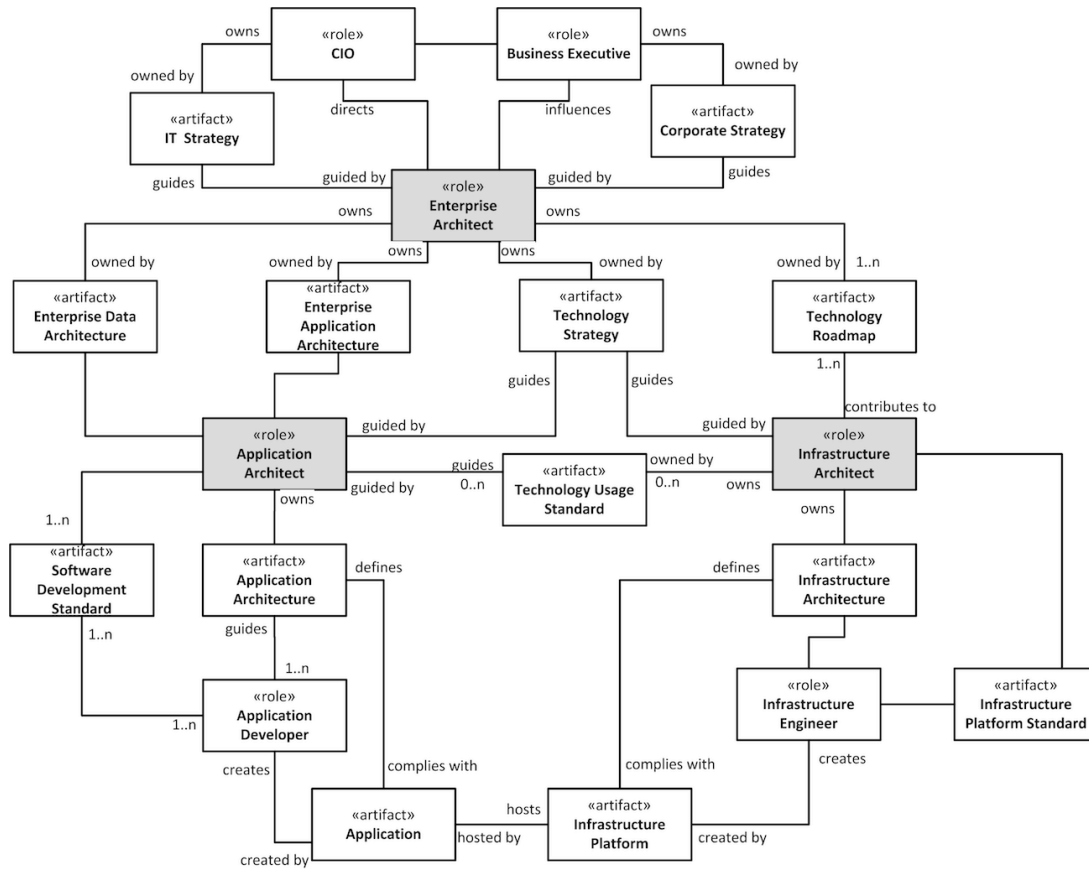 owns
«role»
CIO
«role»
Business Executive
owns
owned by
owned by
«artifact»
IT Strategy
directs
influences
«artifact»
Corporate Strategy
guides
guided by
«role»
Enterprise
Architect
guided by
guides
owns
owns
owns
owns
owned by
owned by
owned by
owned by
1..n
«artifact»
Enterprise Data
Architecture
«artifact»
Enterprise
Application
Architecture
«artifact»
Technology
Strategy
«artifact»
Technology
Roadmap
1..n
guides
guides
contributes to
«role»
Application
Architect
guided by
guided by
«role»
Infrastructure
Architect
guides
0..n
guided by
«artifact»
Technology Usage
Standard
owned by
0..n
owns
owns
owns
1..n
«artifact»
Software
Development
Standard
1..n
«artifact»
Application
Architecture
defines
defines
«artifact»
Infrastructure
Architecture
guides
1..n
1..n
«role»
Application
Developer
«role»
Infrastructure
Engineer
«artifact»
Infrastructure
Platform Standard
creates
complies with
complies with
creates
«artifact»
Application
hosts
hosted by
«artifact»
Infrastructure
Platform
created by
created by